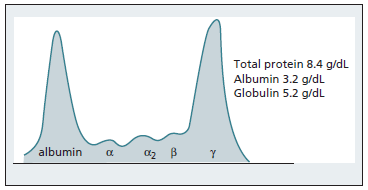 Total protein 8.4 g/dL
Albumin 3.2 g/dL
Globulin 5.2 g/dL
albumin α α2 β γ